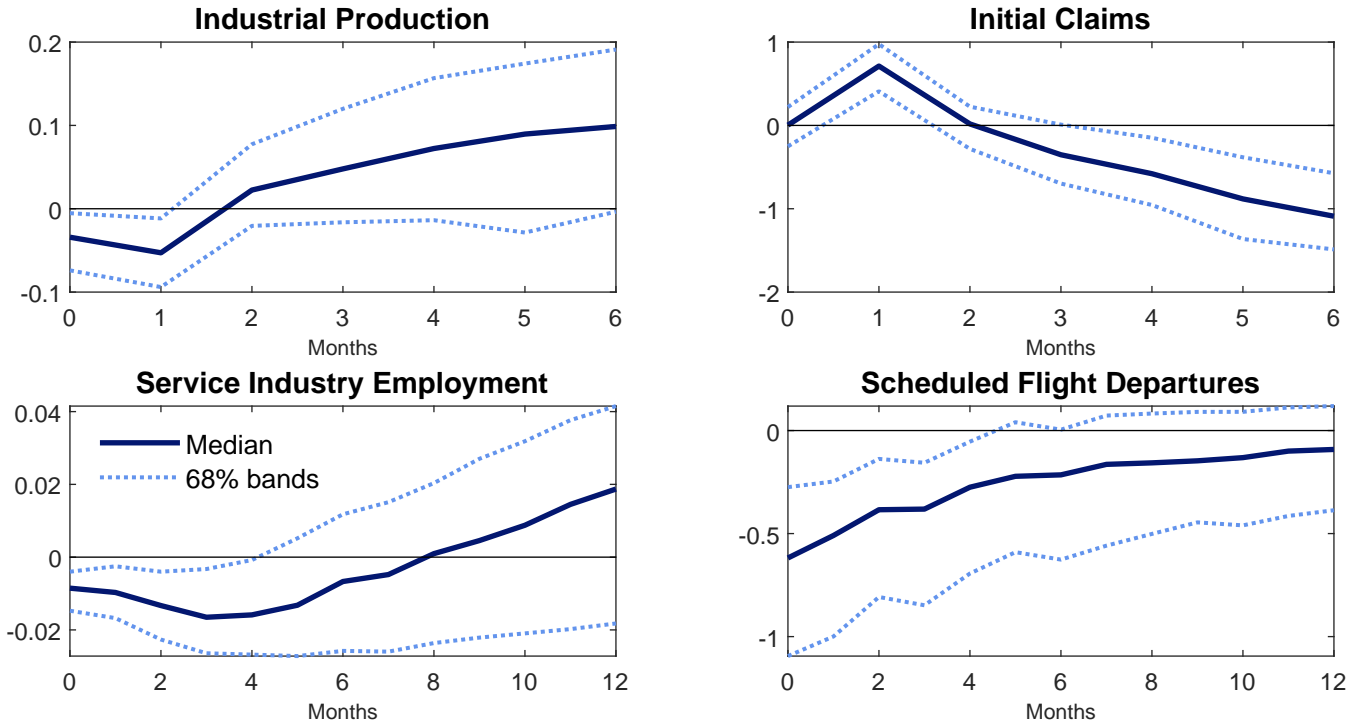 Industrial Production
0.2
0.1
0
-0.1
0 1 2 3 4 5 6
Months
Initial Claims
1
0
-1
-2
0 1 2 3 4 5 6
Months
Service Industry Employment
0.04
0.02
0
-0.02
Median
68% bands
0 2 4 6 8 10 12
Months
Scheduled Flight Departures
0
-0.5
-1
0 2 4 6 8 10 12
Months